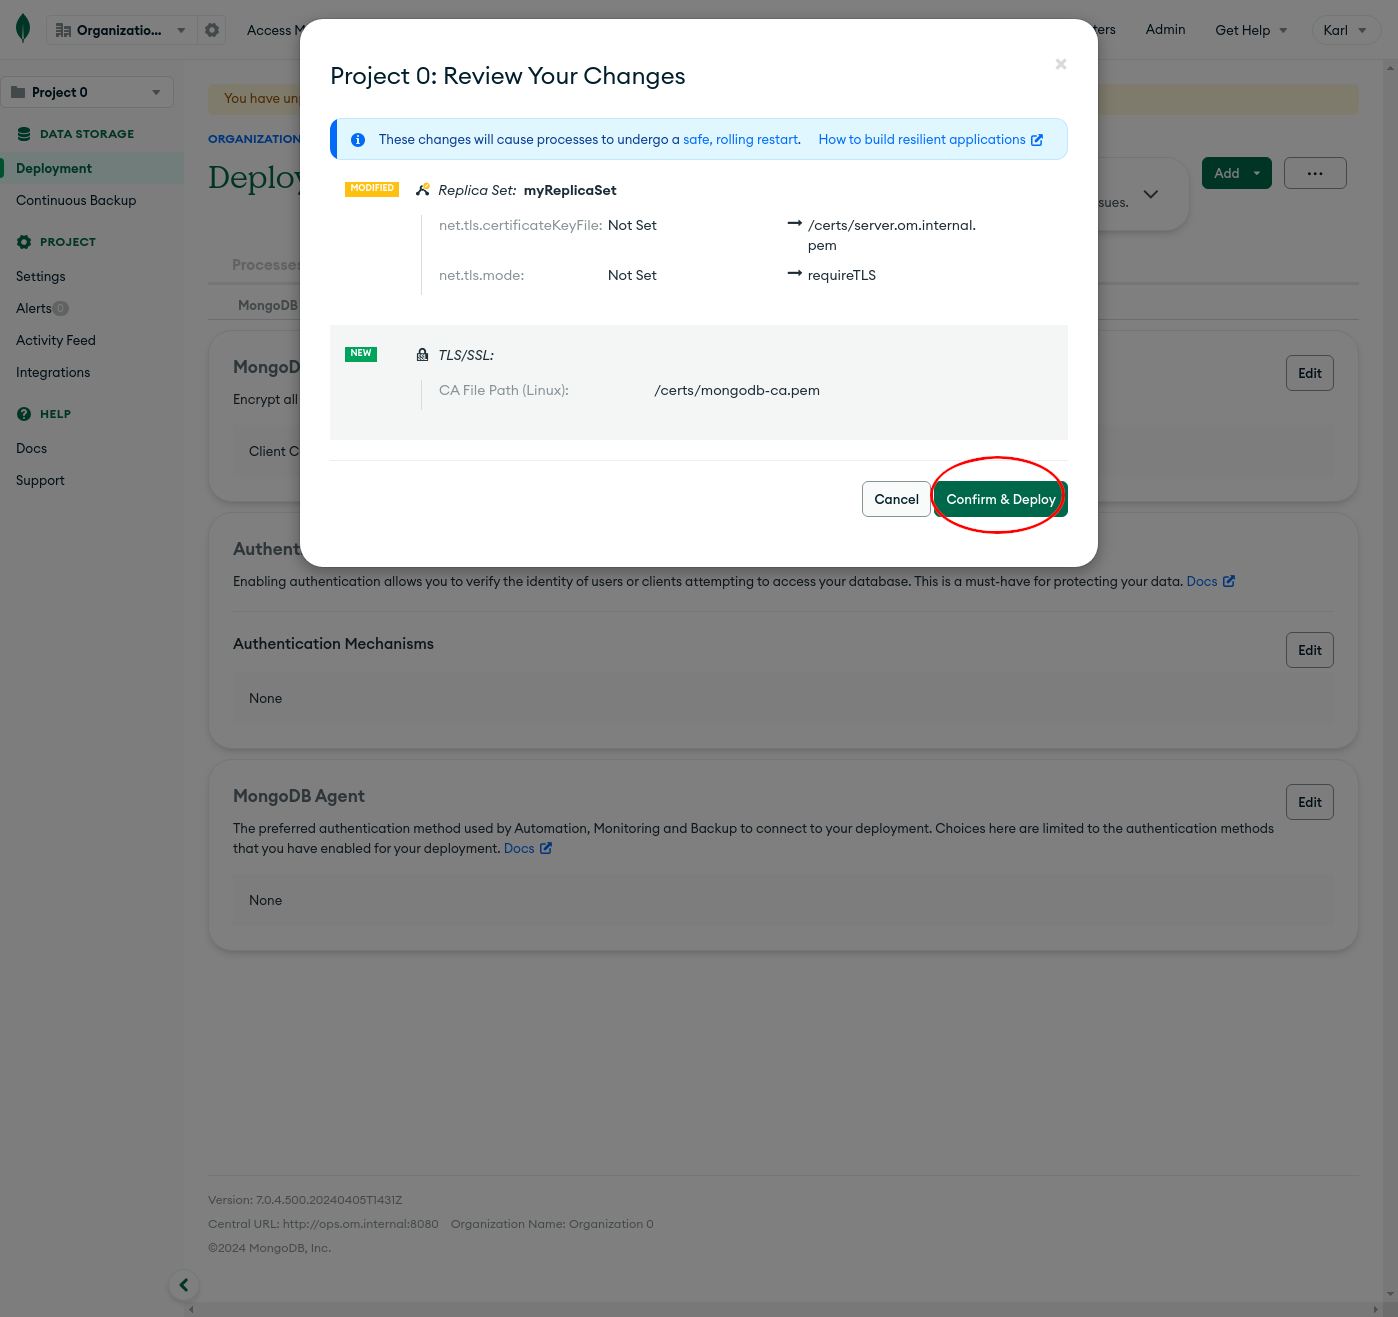 Organizatio...
Access M
ters
Admin
Get Help
Karl
Project 0
You have un
DATA STORAGE
Deployment
Continuous Backup
PROJECT
Settings
Alerts 0
Activity Feed
Integrations
HELP
Docs
Support
ORGANIZATION
Deploy
Add
...
sues.
Processes
MongoDB
Project 0: Review Your Changes
×
These changes will cause processes to undergo a safe, rolling restart. How to build resilient applications
MODIFIED Replica Set: myReplicaSet
net.tls.certificateKeyFile: Not Set → /certs/server.om.internal.
pem
net.tls.mode: Not Set → requireTLS
NEW TLS/SSL:
CA File Path (Linux): /certs/mongodb-ca.pem
Cancel Confirm & Deploy
MongoD
Edit
Encrypt all
Client C
Authent
Enabling authentication allows you to verify the identity of users or clients attempting to access your database. This is a must-have for protecting your data. Docs
Authentication Mechanisms
Edit
None
MongoDB Agent
Edit
The preferred authentication method used by Automation, Monitoring and Backup to connect to your deployment. Choices here are limited to the authentication methods
that you have enabled for your deployment. Docs
None
Version: 7.0.4.500.20240405T1431Z
Central URL: http://ops.om.internal:8080 Organization Name: Organization 0
©2024 MongoDB, Inc.